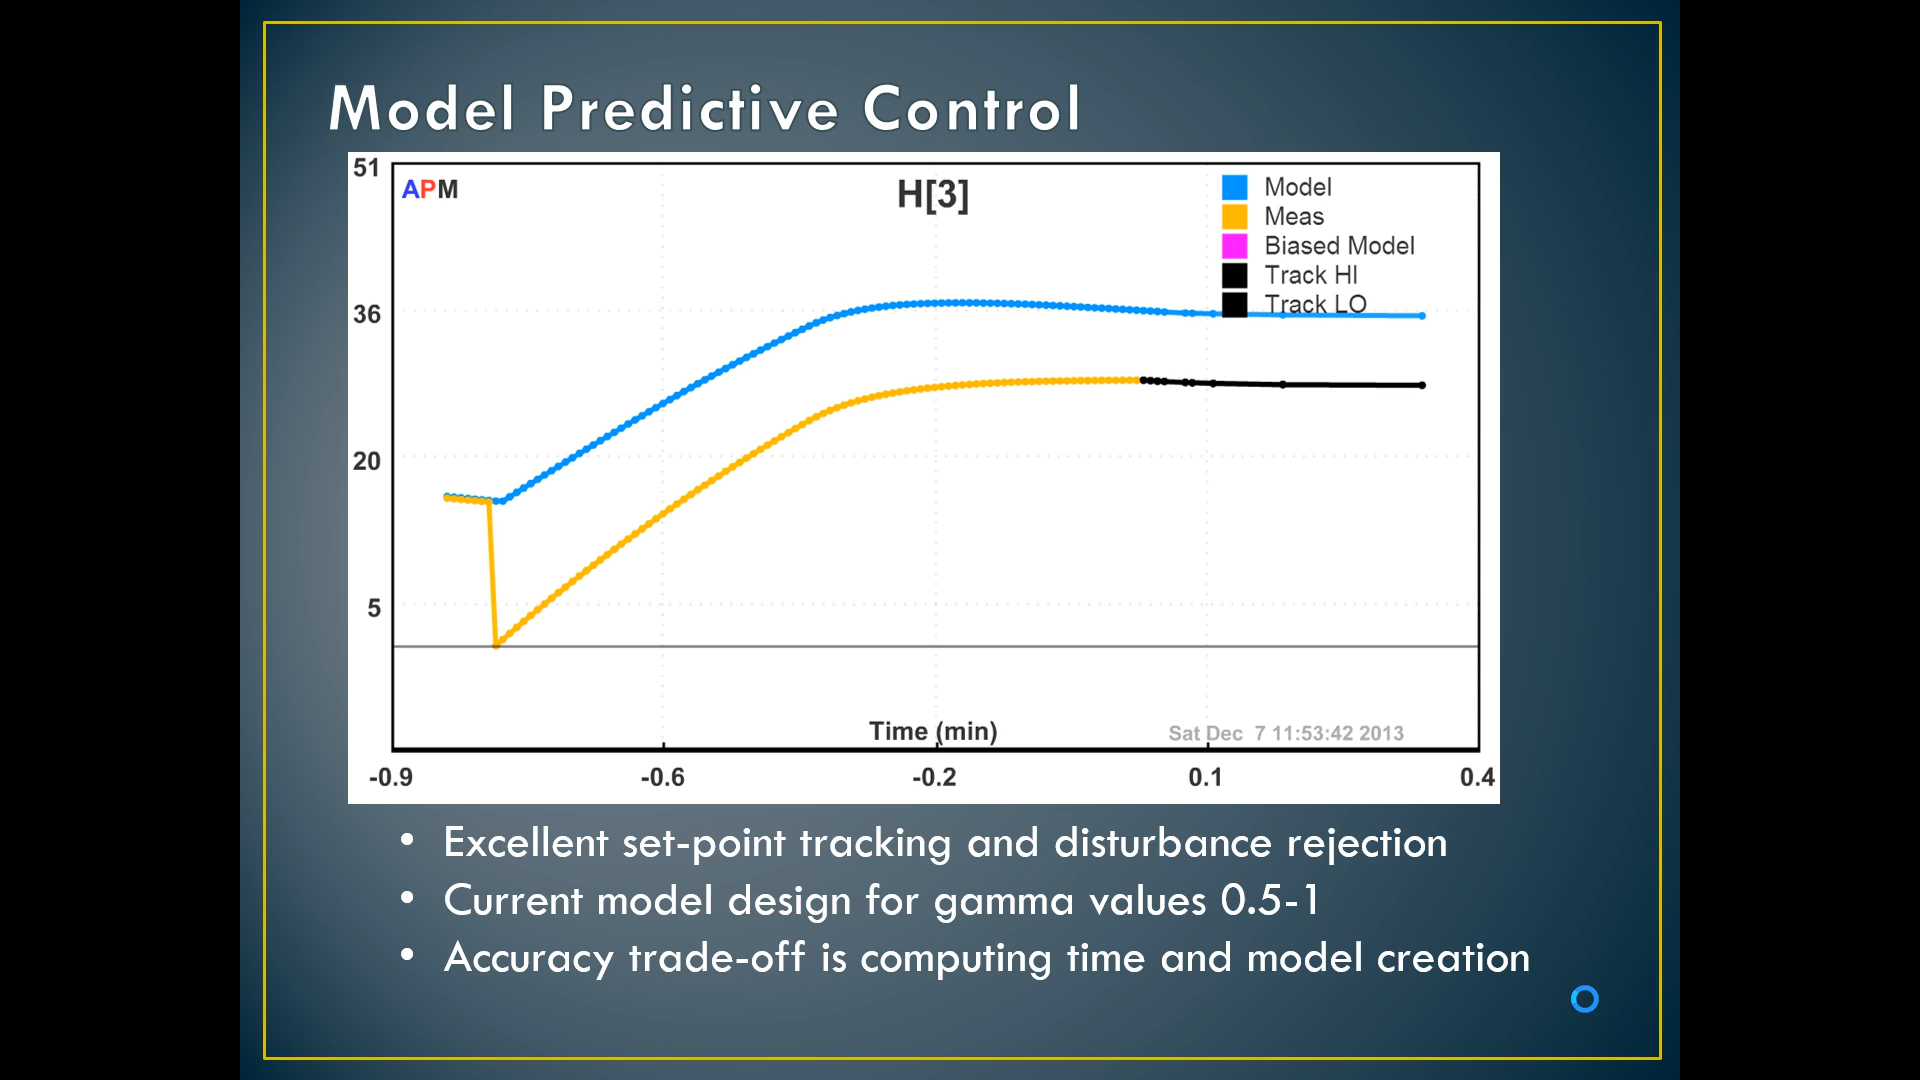 Model Predictive Control
51
APM
H[3]
Model
Meas
Biased Model
Track HI
Track LO
36
20
5
Time (min)
Sat Dec 7 11:53:42 2013
-0.9 -0.6 -0.2 0.1 0.4
• Excellent set-point tracking and disturbance rejection
• Current model design for gamma values 0.5-1
• Accuracy trade-off is computing time and model creation